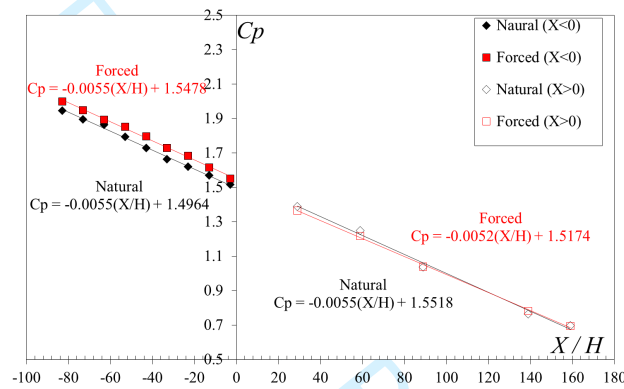 2.5
Cp
Naural (X<0)
Forced (X<0)
Natural (X>0)
Forced (X>0)
2.3
2.1
Forced
Cp = -0.0055(X/H) + 1.5478
1.9
1.7
1.5
Natural
Cp = -0.0055(X/H) + 1.4964
1.3
Forced
Cp = -0.0052(X/H) + 1.5174
1.1
Natural
Cp = -0.0055(X/H) + 1.5518
0.9
0.7
X / H
0.5
-100 -80 -60 -40 -20 0 20 40 60 80 100 120 140 160 180